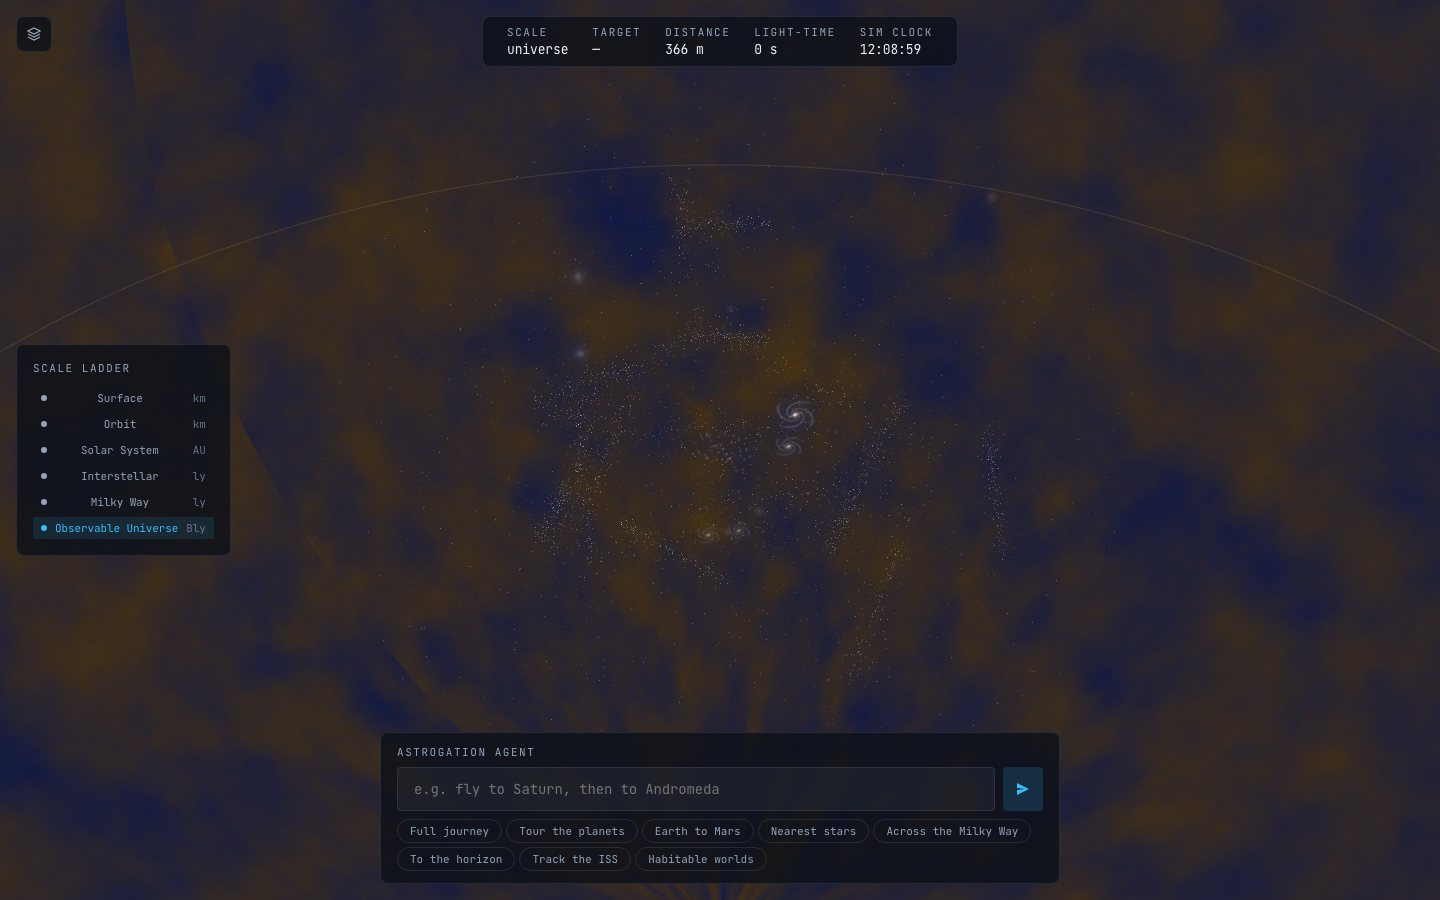 SCALE TARGET DISTANCE LIGHT-TIME SIM CLOCK
universe — 366 m 0 s 12:08:59
SCALE LADDER
Surface km
Orbit km
Solar System AU
Interstellar ly
Milky Way ly
Observable Universe Bly
ASTROGATION AGENT
e.g. fly to Saturn, then to Andromeda
Full journey Tour the planets Earth to Mars Nearest stars Across the Milky Way
To the horizon Track the ISS Habitable worlds